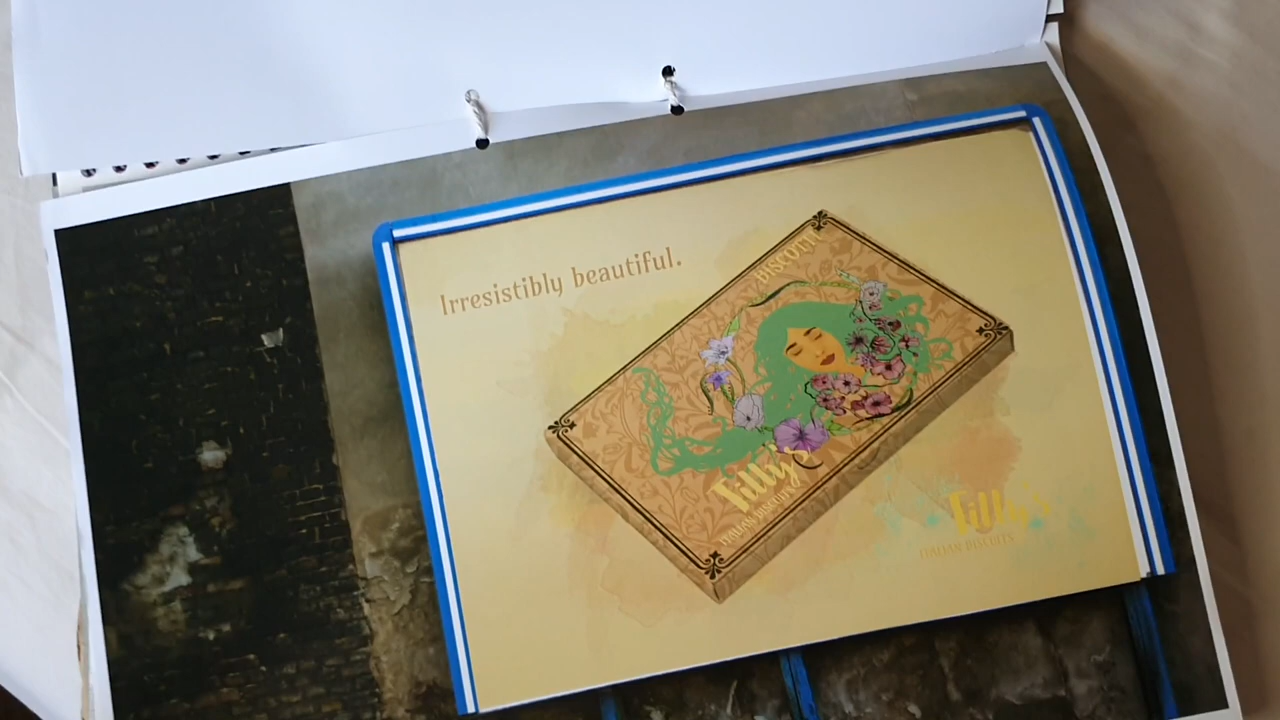 Irresistibly beautiful.
BISCOTTI
Tilly's
ITALIAN BISCUITS
Tilly's
ITALIAN BISCUITS